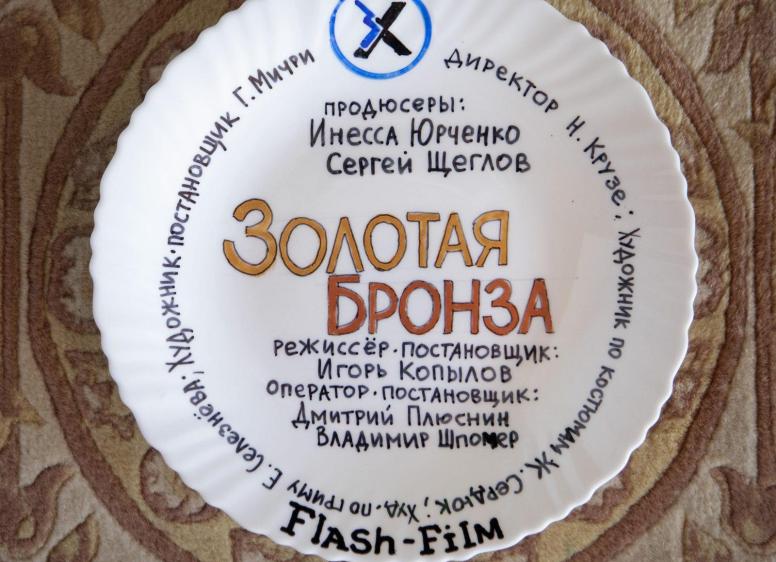 Х
Директор Н. Крузе; Художник по костюмам Ж. Сердюк; Худ. по гриму Е. Селезнёва; Художник-постановщик Г. Мичри
продюсеры:
Инесса Юрченко
Сергей Щеглов
Золотая
Бронза
режиссёр-постановщик:
Игорь Копылов
оператор-постановщик:
Дмитрий Плюснин
Владимир Шпомер
Flash-Film